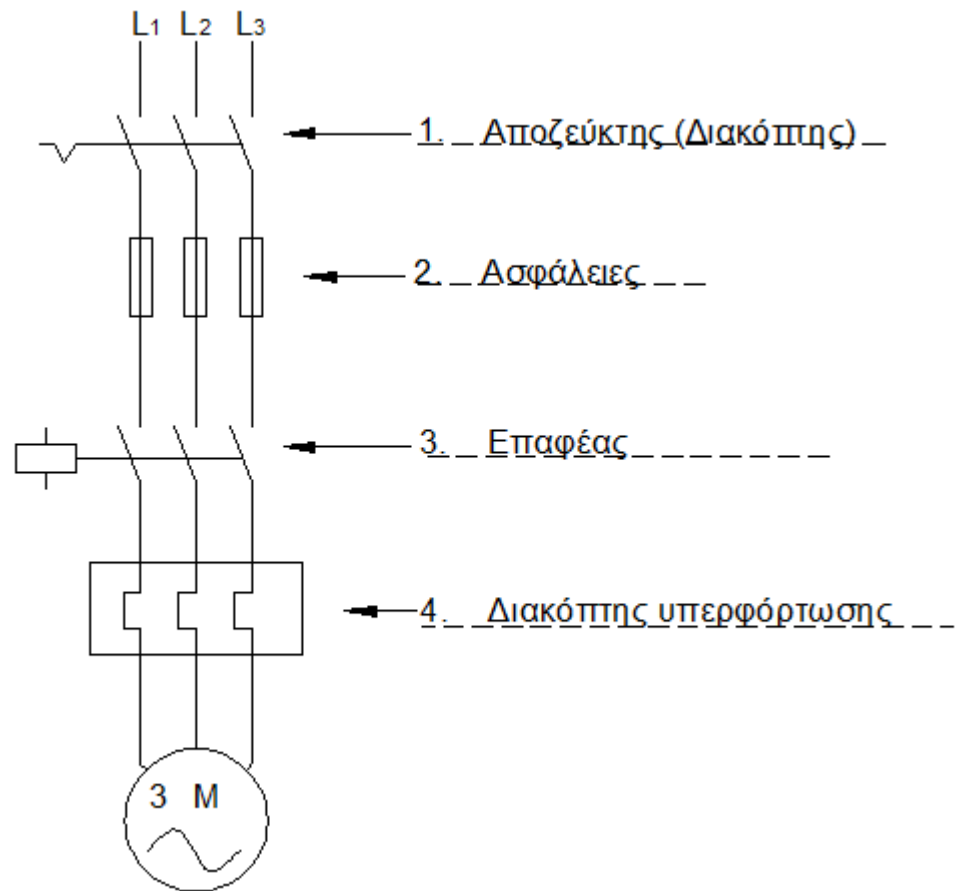 L1 L2 L3
1. Αποζεύκτης (Διακόπτης)
2. Ασφάλειες
3. Επαφέας
4. Διακόπτης υπερφόρτωσης
3 M